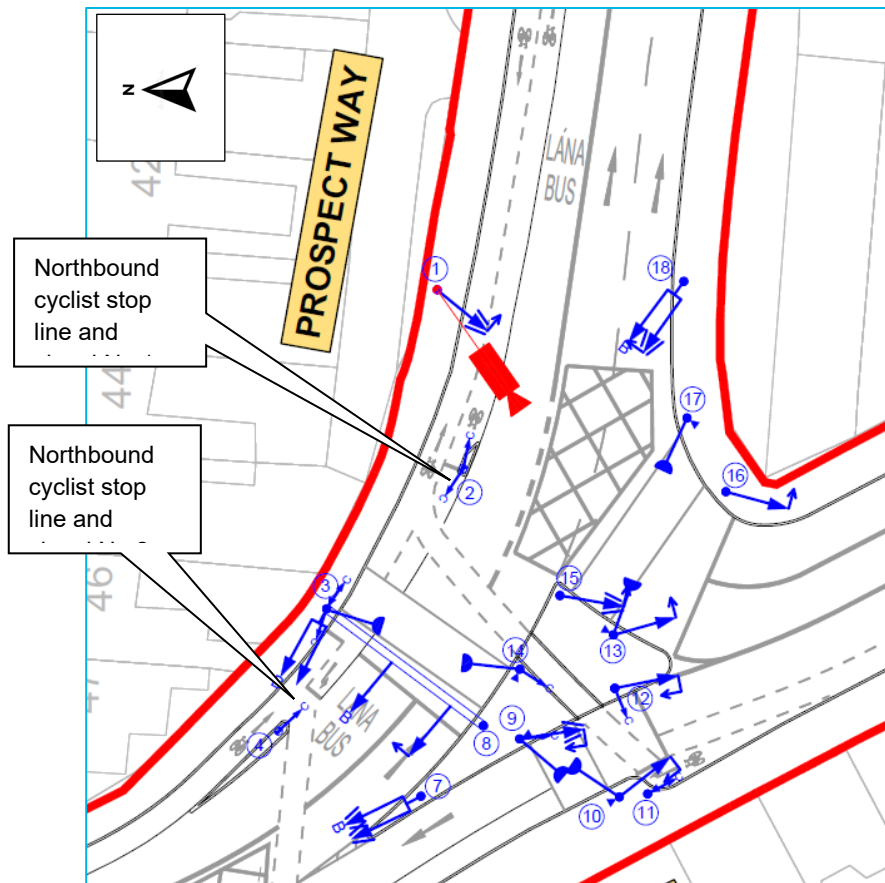 N
42
PROSPECT WAY
LÁNA
BUS
Northbound
cyclist stop
line and
1
18
B
44
17
Northbound
cyclist stop
line and
C
2
C
16
46
3
C
C
15
13
14
C
B
12
C
47
C
4
LÁNA
BUS
B
9
C
8
7
B
10
11
C